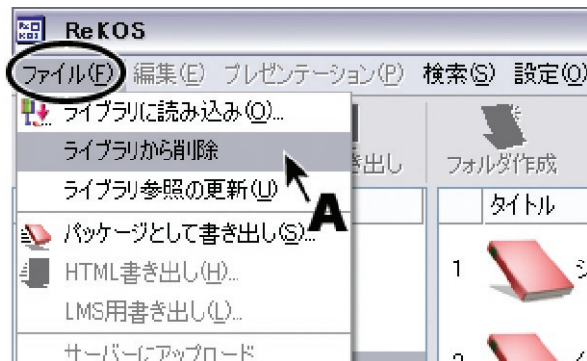 ReKOS
ファイル(F) 編集(E) プレゼンテーション(P) 検索(S) 設定(O)
ライブラリに読み込み(O)...
ライブラリから削除
ライブラリ参照の更新(U)
パッケージとして書き出し(S)...
HTML書き出し(H)...
LMS用書き出し(L)...
サーバーにアップロード
A
き出し フォルダ作成
タイトル
1
2